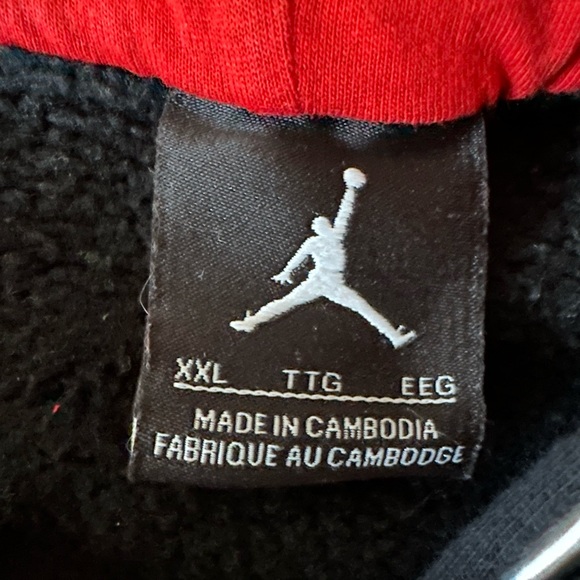 XXL TTG EEG
MADE IN CAMBODIA
FABRIQUE AU CAMBODGE